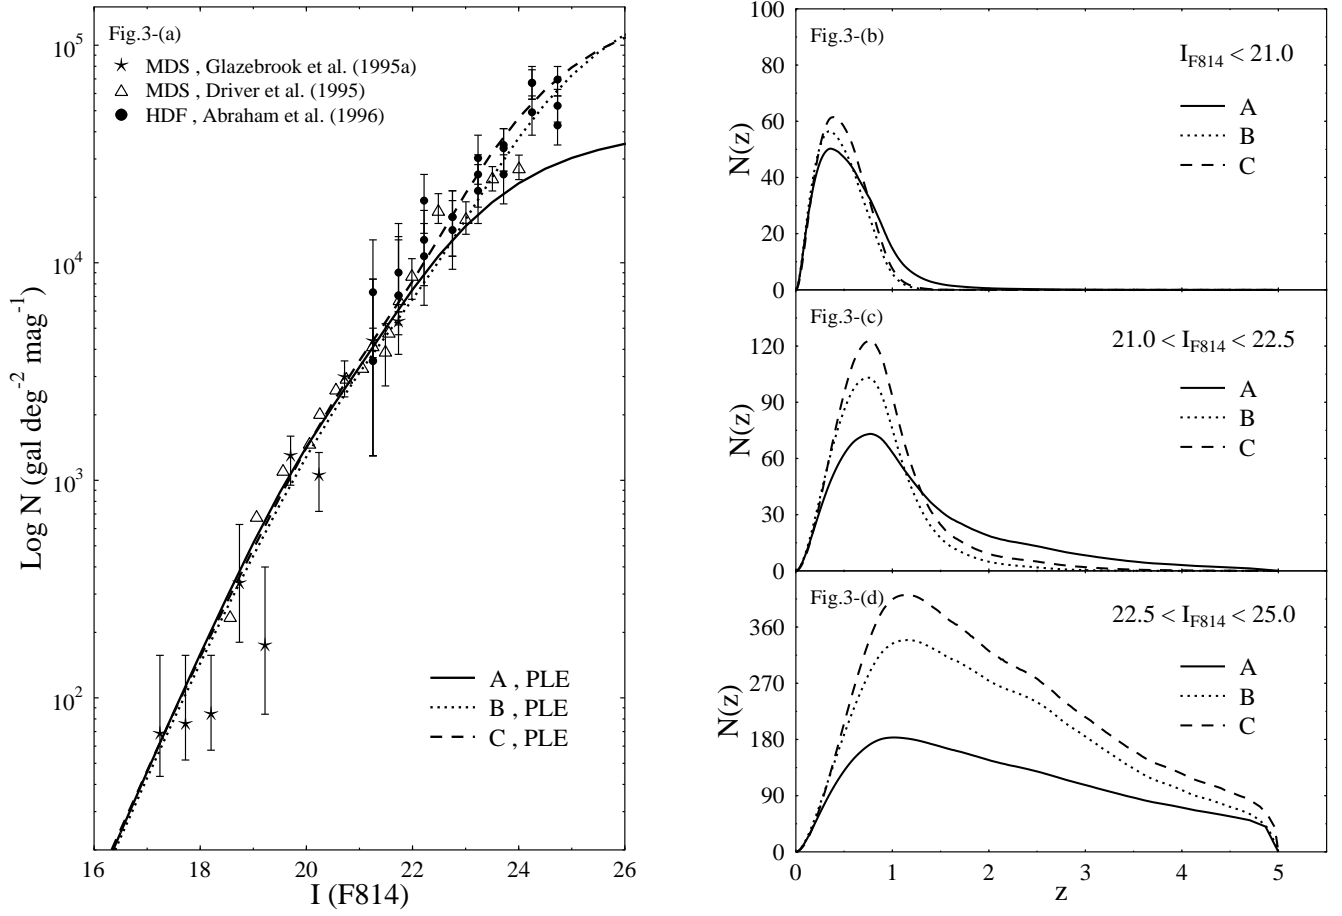 Fig.3-(a)
MDS , Glazebrook et al. (1995a)
MDS , Driver et al. (1995)
HDF , Abraham et al. (1996)
10^5
10^4
10^3
10^2
Log N (gal deg^-2 mag^-1)
A , PLE
B , PLE
C , PLE
16 18 20 22 24 26
I (F814)
Fig.3-(b)
I_F814 < 21.0
A
B
C
100
80
60
40
20
0
N(z)
Fig.3-(c)
21.0 < I_F814 < 22.5
A
B
C
120
90
60
30
0
N(z)
Fig.3-(d)
22.5 < I_F814 < 25.0
A
B
C
360
270
180
90
0
N(z)
0 1 2 3 4 5
z